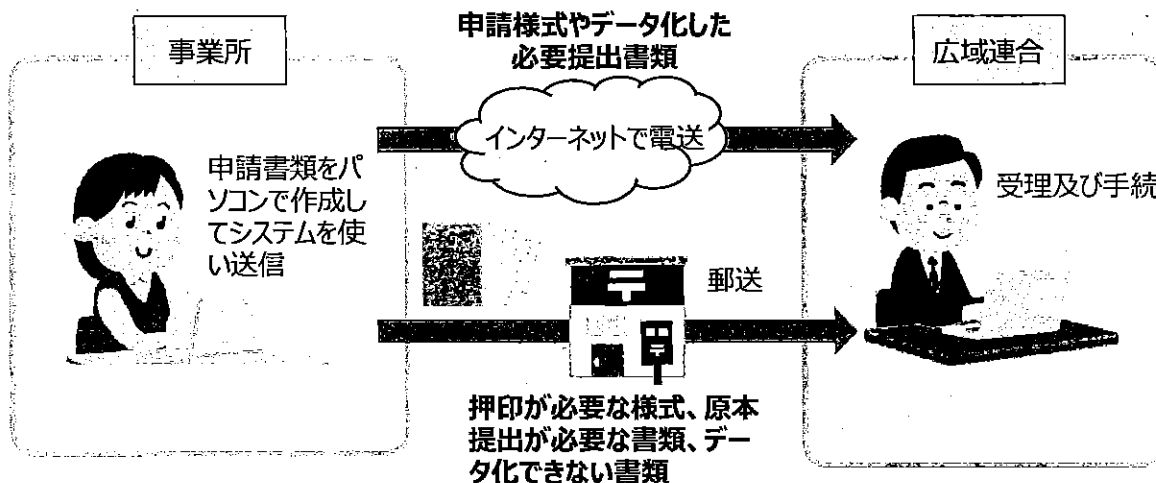 事業所
申請書類をパ
ソコンで作成し
てシステムを使
い送信
申請様式やデータ化した
必要提出書類
インターネットで電送
郵送
押印が必要な様式、原本
提出が必要な書類、デー
タ化できない書類
広域連合
受理及び手続